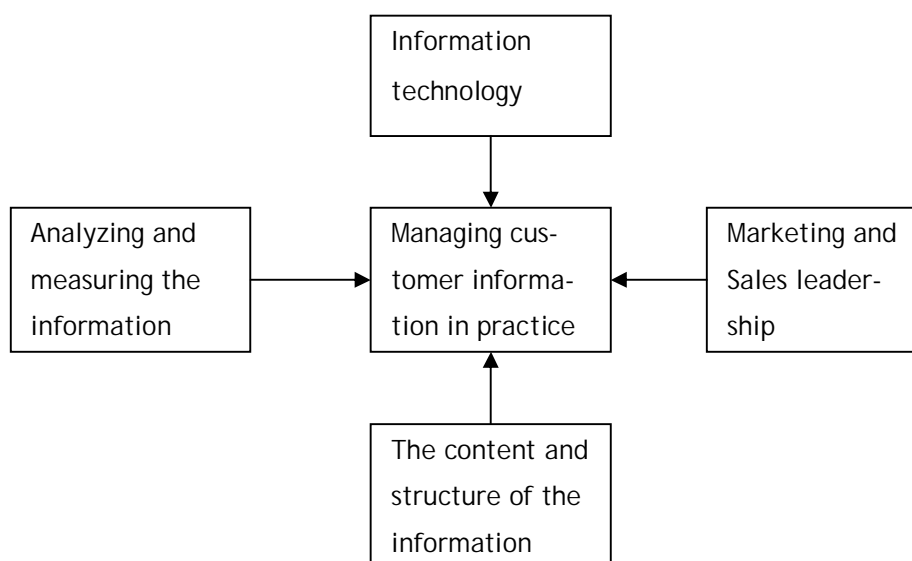 Information
technology
Analyzing and
measuring the
information
Managing cus-
tomer informa-
tion in practice
Marketing and
Sales leader-
ship
The content and
structure of the
information